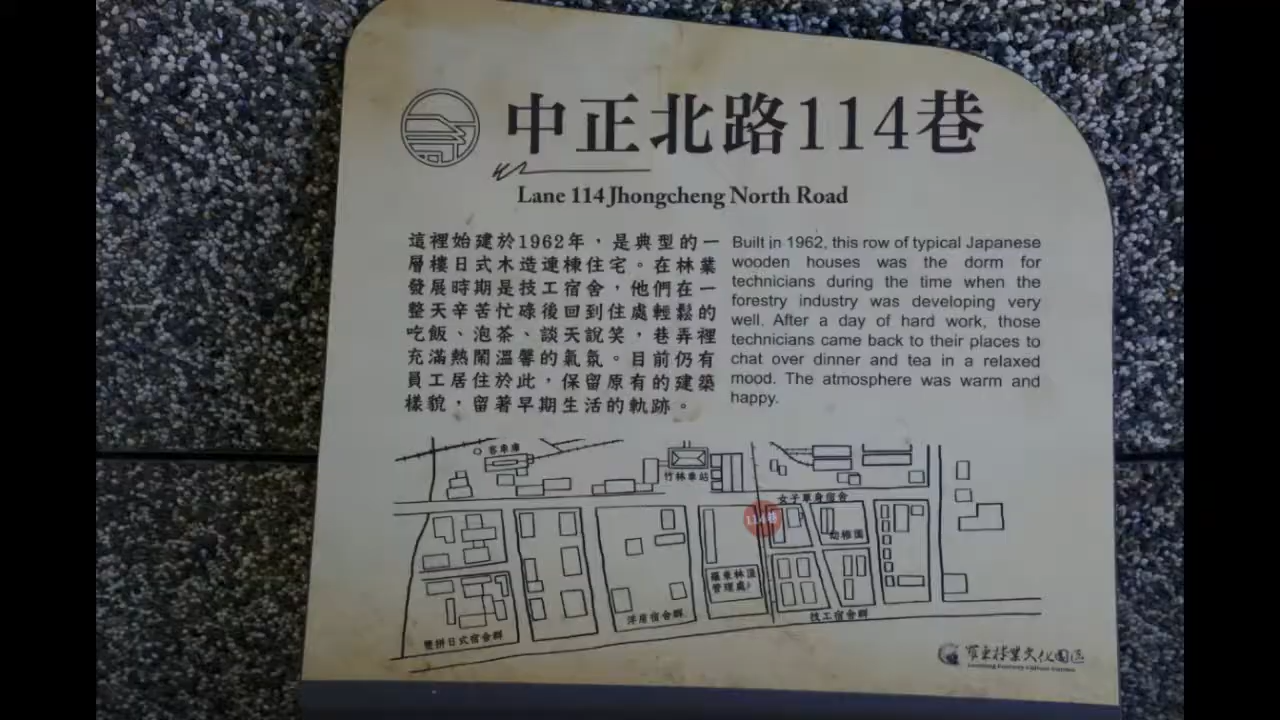 中正北路114巷
Lane 114 Jhongcheng North Road
這裡始建於1962年，是典型的一
層樓日式木造連棟住宅。在林業
發展時期是技工宿舍，他們在一
整天辛苦忙碌後回到住處輕鬆的
吃飯、泡茶、談天說笑，巷弄裡
充滿熱鬧溫馨的氣氛。目前仍有
員工居住於此，保留原有的建築
樣貌，留著早期生活的軌跡。
Built in 1962, this row of typical Japanese
wooden houses was the dorm for
technicians during the time when the
forestry industry was developing very
well. After a day of hard work, those
technicians came back to their places to
chat over dinner and tea in a relaxed
mood. The atmosphere was warm and
happy.
客車庫
竹林車站
女子單身宿舍
114巷
幼稚園
羅東林區
管理處
洋房宿舍群
技工宿舍群
雙拼日式宿舍群
羅東林業文化園區